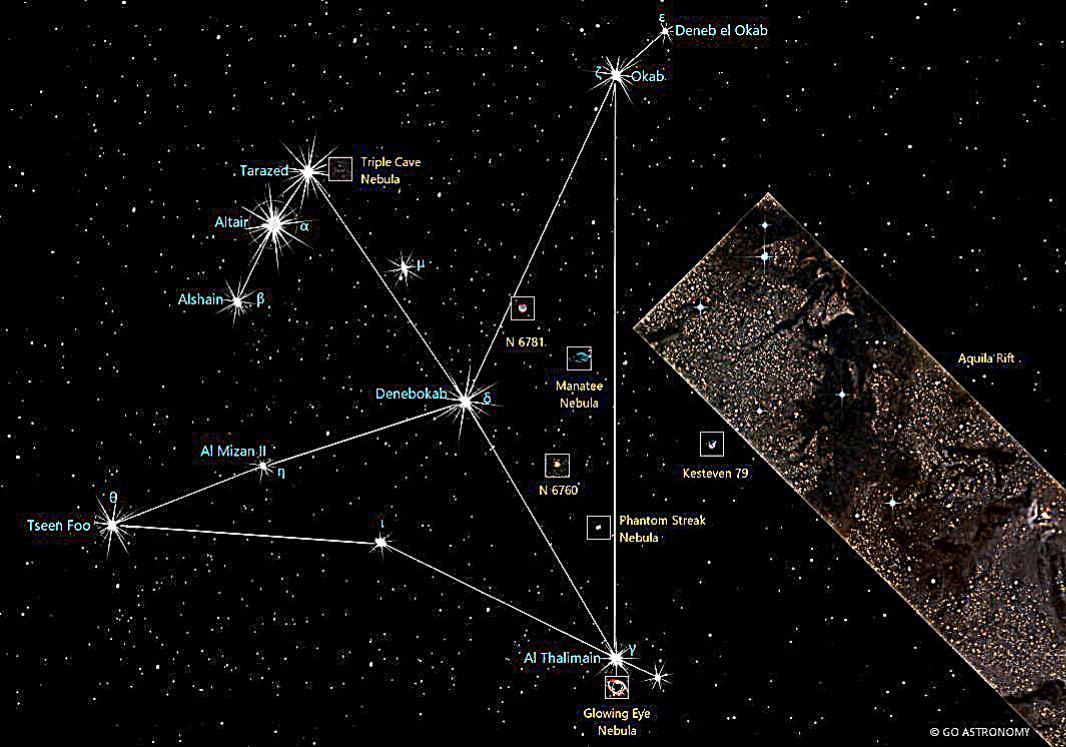 ε
Deneb el Okab
ζ
Okab
Tarazed
Triple Cave
Nebula
Altair
α
μ
Alshain
β
N 6781
Manatee
Nebula
Aquila Rift
Denebokab
δ
Al Mizan II
η
Kesteven 79
N 6760
θ
Tseen Foo
ι
Phantom Streak
Nebula
Al Thalimain
γ
Glowing Eye
Nebula
© GO ASTRONOMY